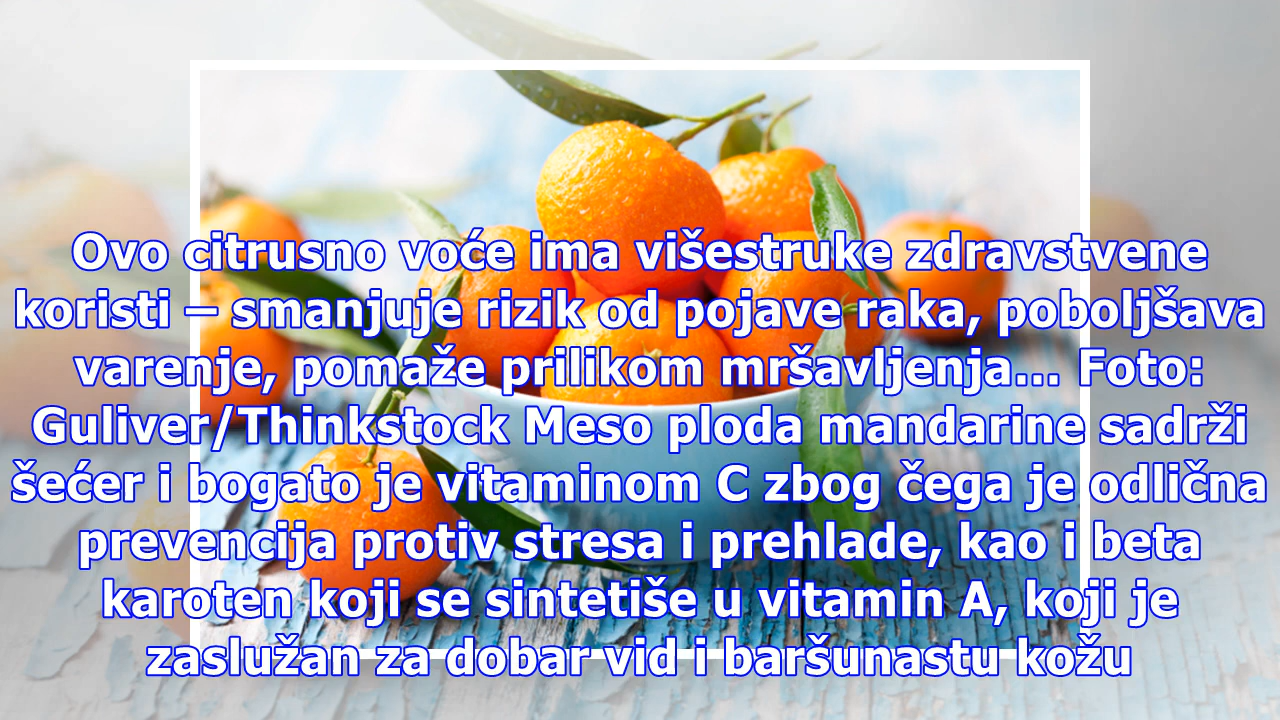 Ovo citrusno voće ima višestruke zdravstvene
koristi – smanjuje rizik od pojave raka, poboljšava
varenje, pomaže prilikom mršavljenja... Foto:
Guliver/Thinkstock Meso ploda mandarine sadrži
šećer i bogato je vitaminom C zbog čega je odlična
prevencija protiv stresa i prehlade, kao i beta
karoten koji se sintetiše u vitamin A, koji je
zaslužan za dobar vid i baršunastu kožu